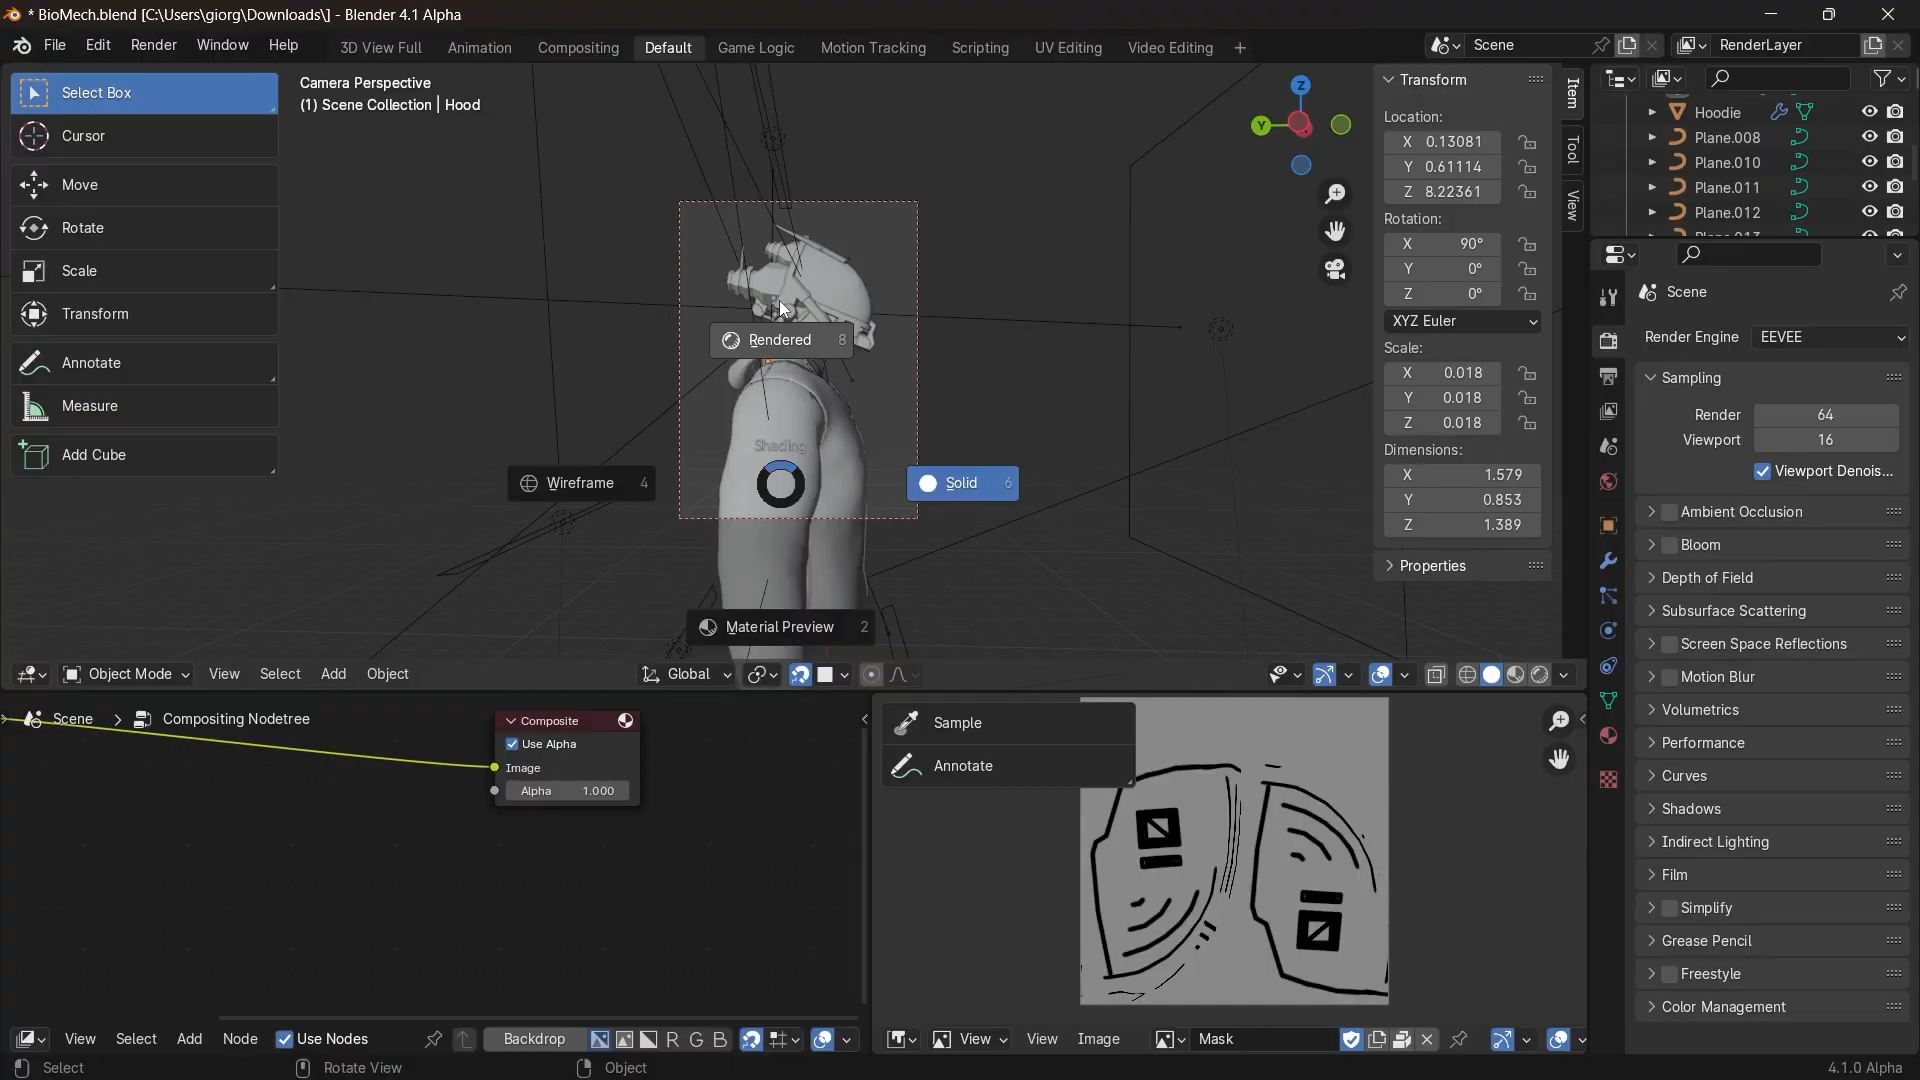 * BioMech.blend [C:\Users\giorg\Downloads\] - Blender 4.1 Alpha
File Edit Render Window Help 3D View Full Animation Compositing Default Game Logic Motion Tracking Scripting UV Editing Video Editing + Scene RenderLayer
Select Box
Cursor
Move
Rotate
Scale
Transform
Annotate
Measure
Add Cube
Camera Perspective
(1) Scene Collection | Hood
Z
Y
Rendered 8
Shading
Wireframe 4
Solid 6
Material Preview 2
Transform
Location:
X 0.13081
Y 0.61114
Z 8.22361
Rotation:
X 90°
Y 0°
Z 0°
XYZ Euler
Scale:
X 0.018
Y 0.018
Z 0.018
Dimensions:
X 1.579
Y 0.853
Z 1.389
Properties
Item
Tool
View
Hoodie
Plane.008
Plane.010
Plane.011
Plane.012
Scene
Render Engine EEVEE
Sampling
Render 64
Viewport 16
Viewport Denois...
Ambient Occlusion
Bloom
Depth of Field
Subsurface Scattering
Screen Space Reflections
Motion Blur
Volumetrics
Performance
Curves
Shadows
Indirect Lighting
Film
Simplify
Grease Pencil
Freestyle
Color Management
Object Mode View Select Add Object Global
Scene > Compositing Nodetree
Composite
Use Alpha
Image
Alpha 1.000
Sample
Annotate
View Select Add Node Use Nodes Backdrop R G B
View View Image Mask
Select Rotate View Object 4.1.0 Alpha